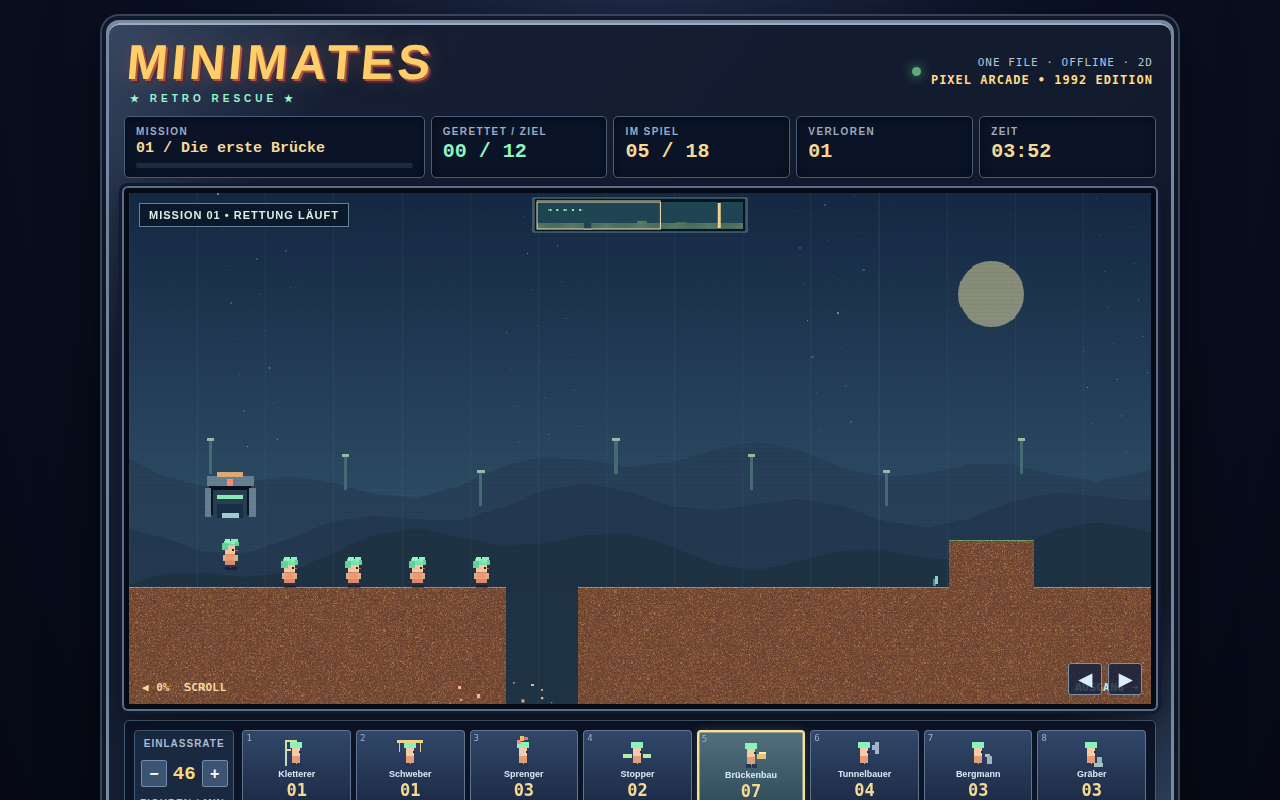 MINIMATES
★ RETRO RESCUE ★
ONE FILE · OFFLINE · 2D
PIXEL ARCADE • 1992 EDITION
MISSION
01 / Die erste Brücke
GERETTET / ZIEL
00 / 12
IM SPIEL
05 / 18
VERLOREN
01
ZEIT
03:52
MISSION 01 • RETTUNG LÄUFT
◀ 0% SCROLL
◀ ▶
EINLASSRATE
− 46 +
1
Kletterer
01
2
Schweber
01
3
Sprenger
03
4
Stopper
02
5
Brückenbau
07
6
Tunnelbauer
04
7
Bergmann
03
8
Gräber
03